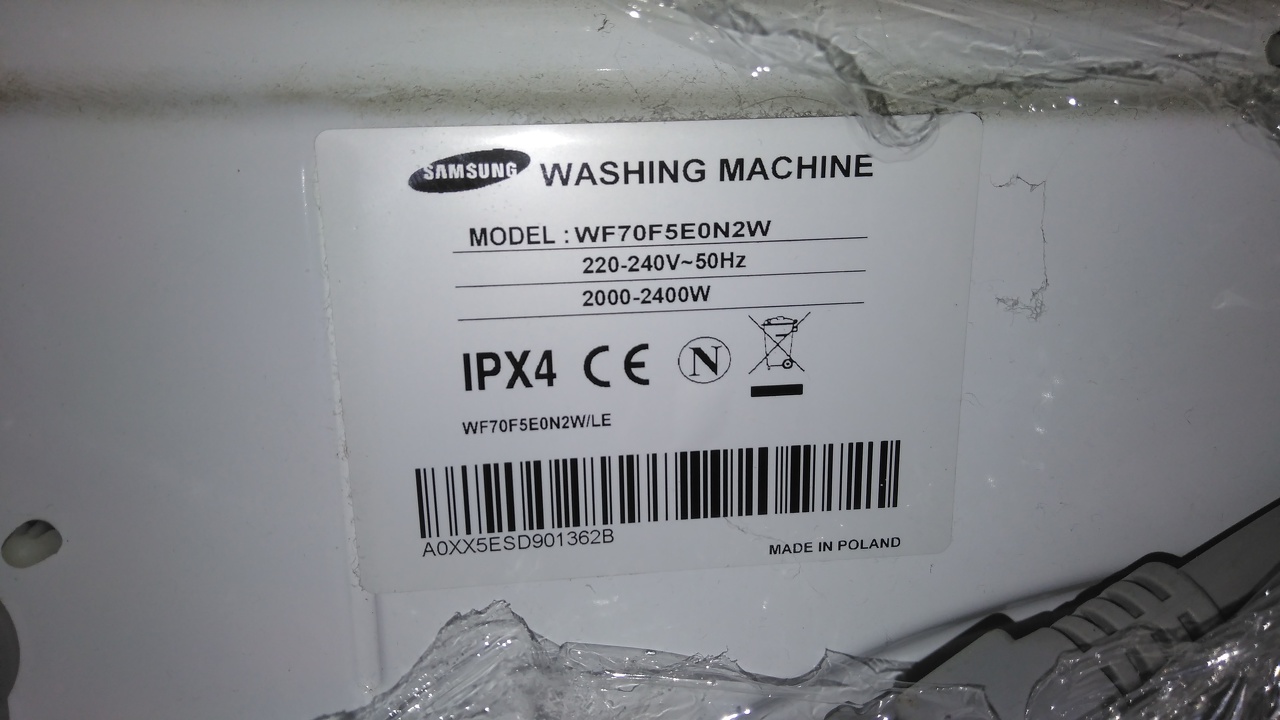 SAMSUNG WASHING MACHINE
MODEL : WF70F5E0N2W
220-240V~50Hz
2000-2400W
IPX4 CE N
WF70F5E0N2W/LE
A0XX5ESD901362B
MADE IN POLAND